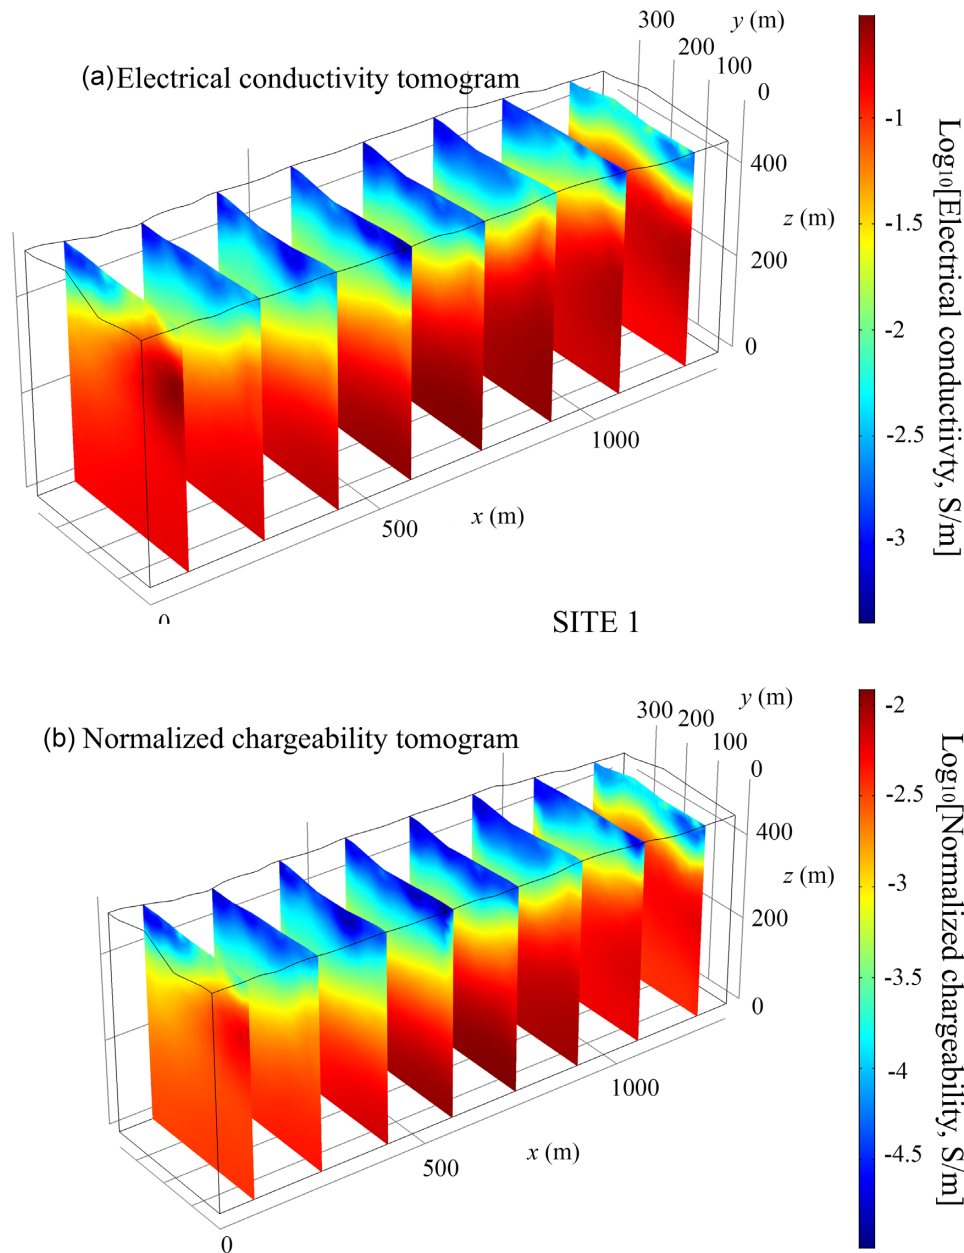 y (m)
300
200
100
0
(a) Electrical conductivity tomogram
400
z (m)
200
0
1000
500
x (m)
0
-1
-1.5
-2
-2.5
-3
Log₁₀[Electrical conductiivty, S/m]
SITE 1
y (m)
300
200
100
0
(b) Normalized chargeability tomogram
400
z (m)
200
0
1000
500
x (m)
0
-2
-2.5
-3
-3.5
-4
-4.5
Log₁₀[Normalized chargeability, S/m]